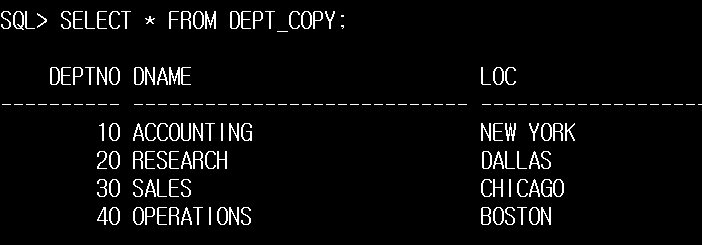 SQL> SELECT * FROM DEPT_COPY;
DEPTNO DNAME LOC
---------- ---------------------------- -------------------
10 ACCOUNTING NEW YORK
20 RESEARCH DALLAS
30 SALES CHICAGO
40 OPERATIONS BOSTON